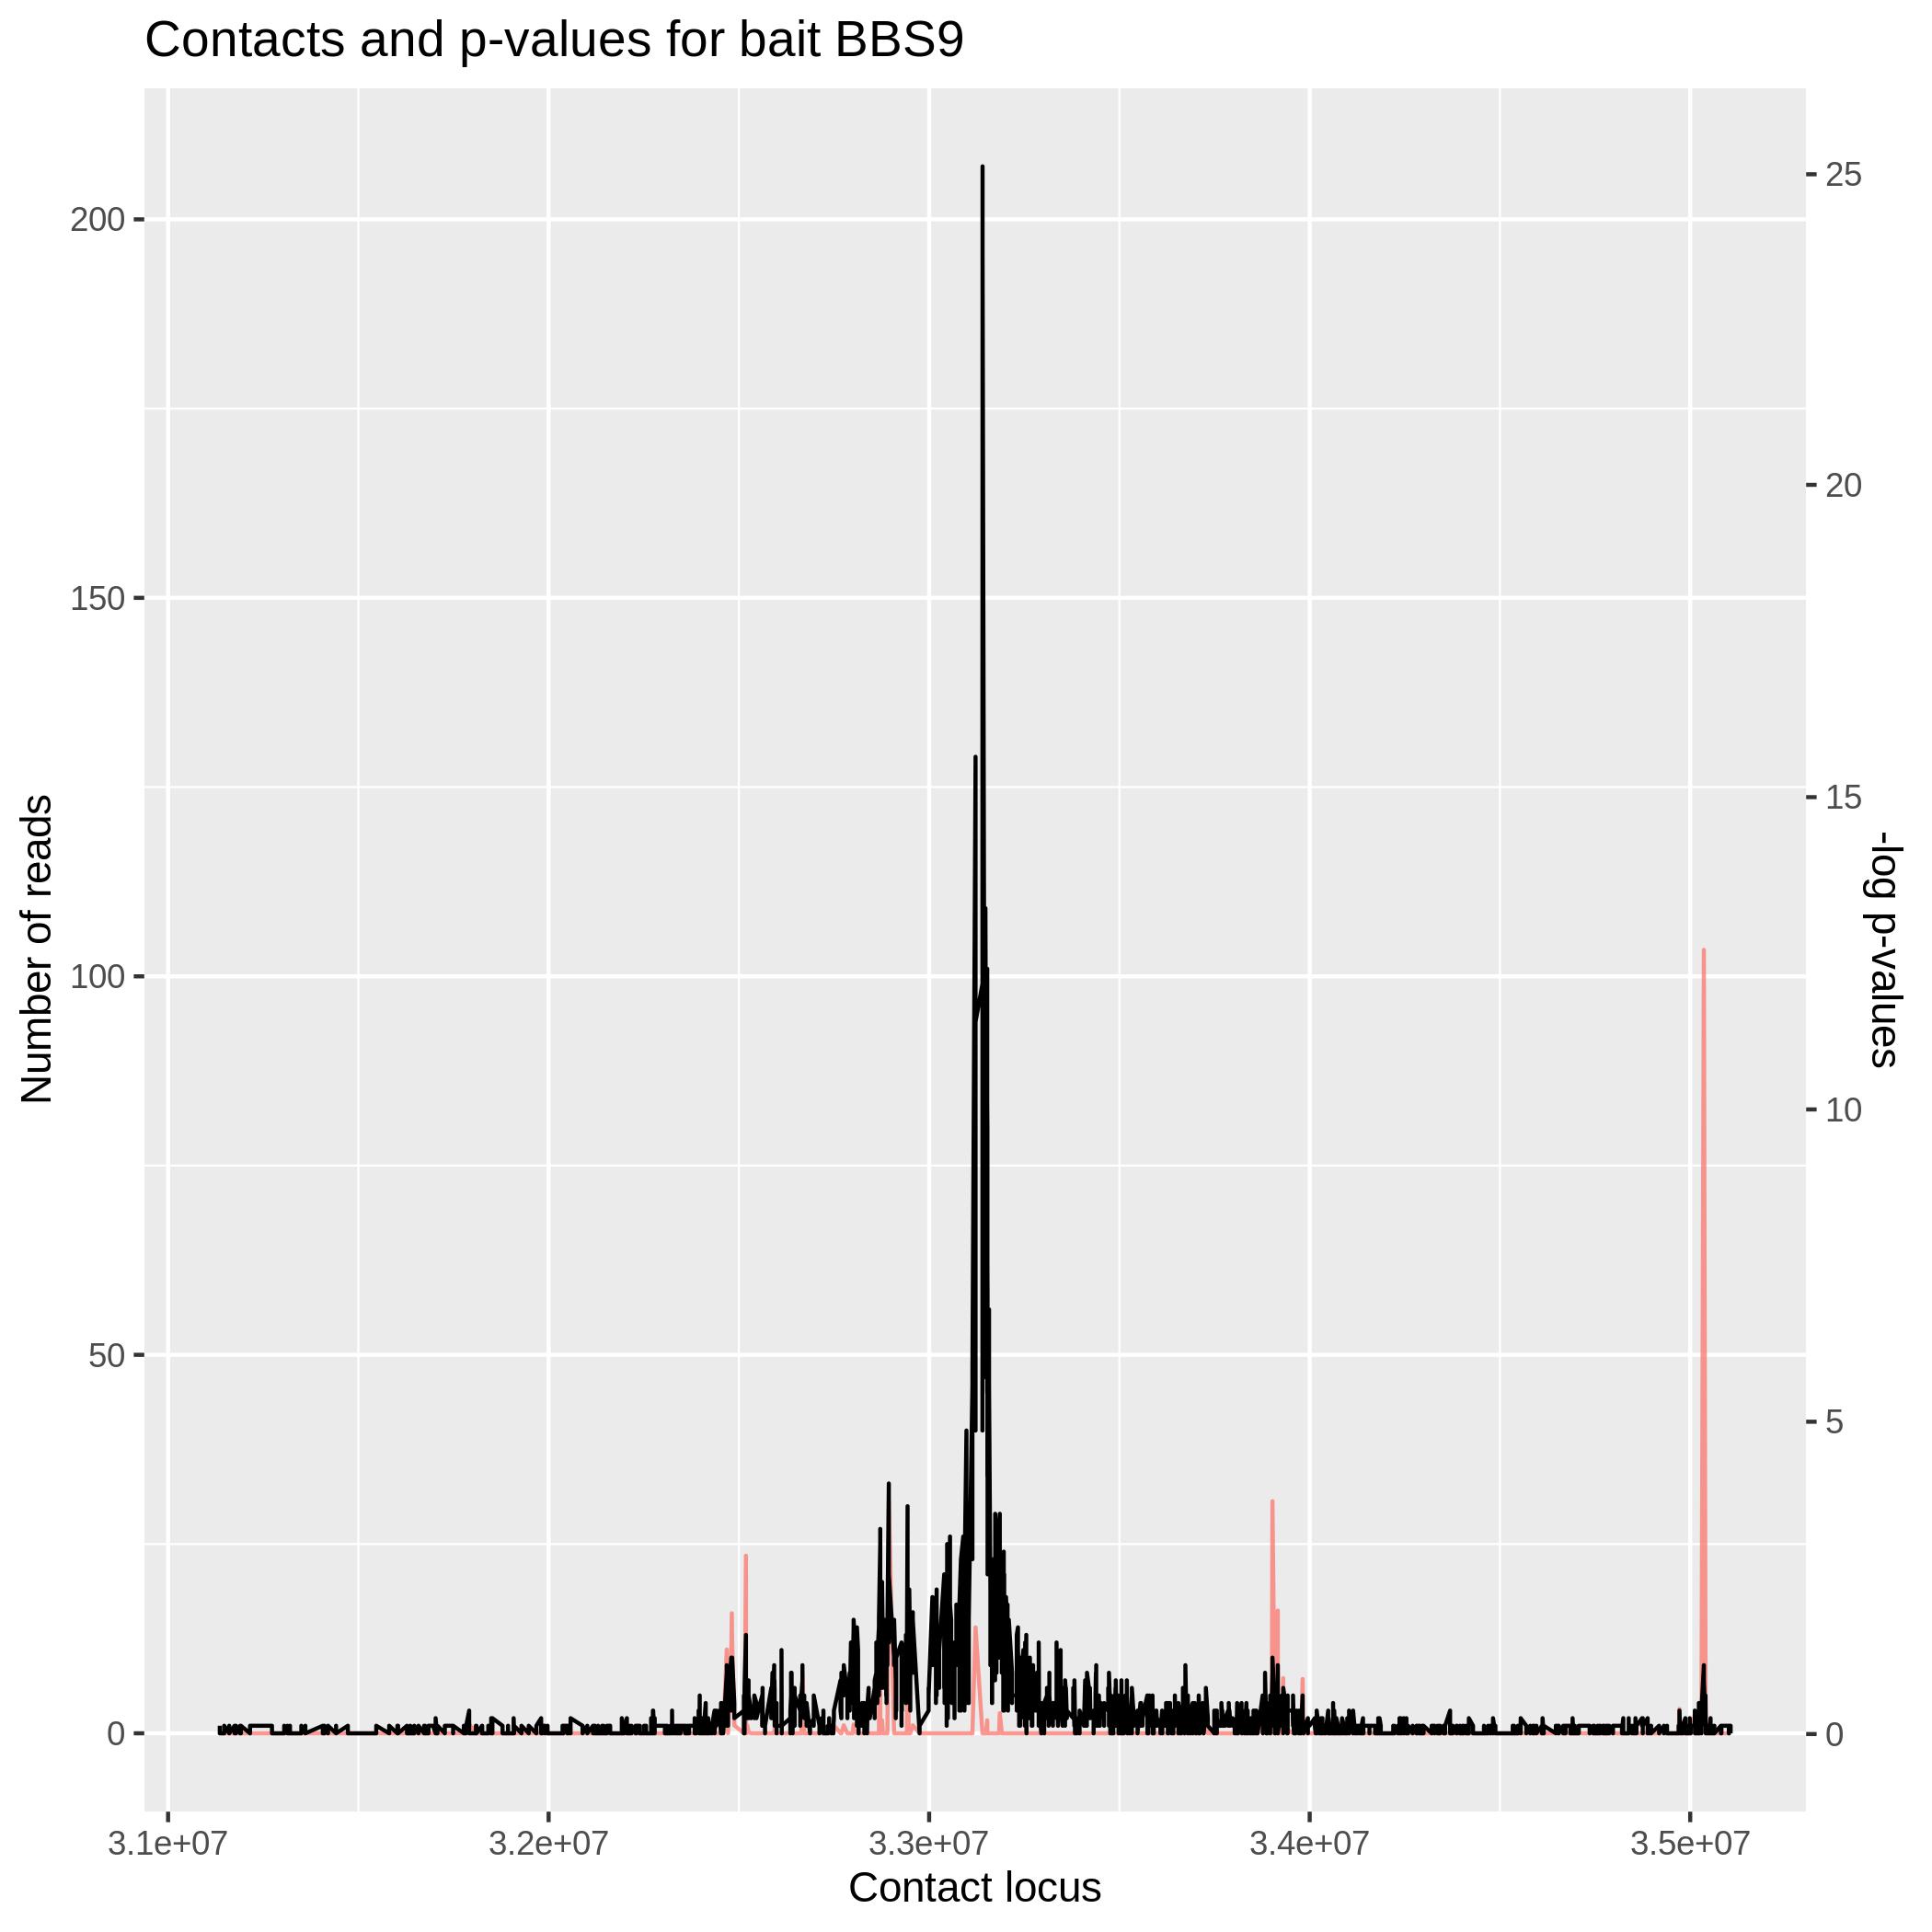 Contacts and p-values for bait BBS9
200
150
100
50
0
Number of reads
25
20
15
10
5
0
-log p-values
3.1e+07 3.2e+07 3.3e+07 3.4e+07 3.5e+07
Contact locus